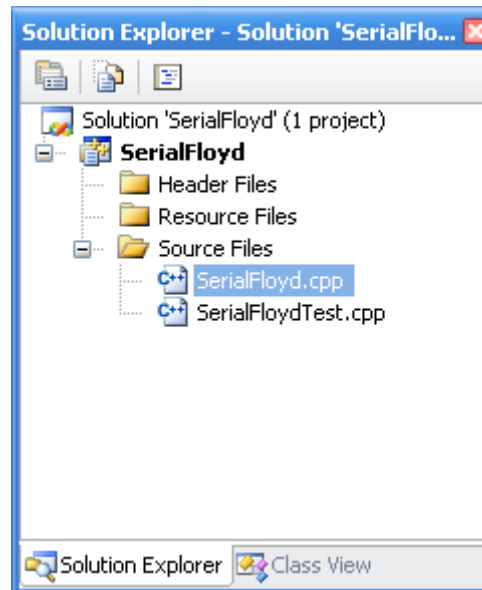 Solution Explorer - Solution 'SerialFlo...
Solution 'SerialFloyd' (1 project)
SerialFloyd
Header Files
Resource Files
Source Files
C++ SerialFloyd.cpp
C++ SerialFloydTest.cpp
Solution Explorer Class View